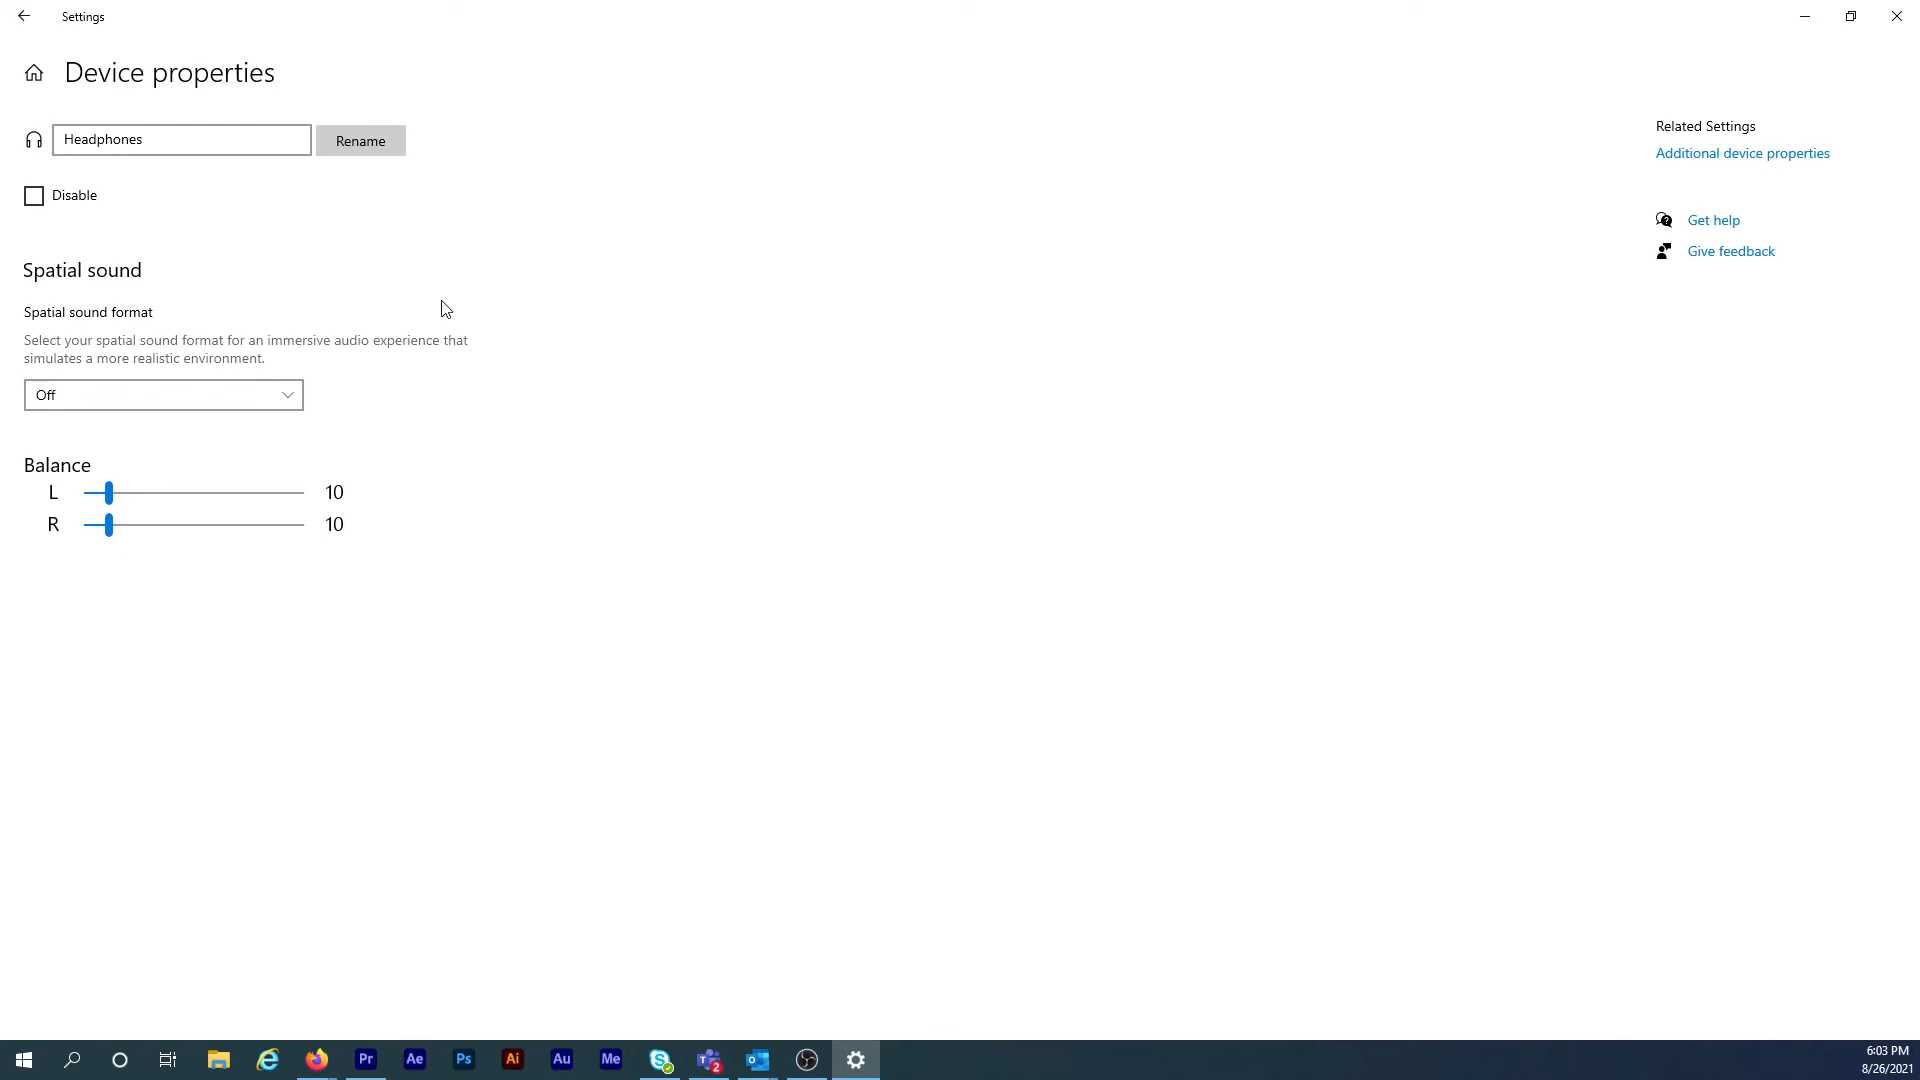 Settings
Device properties
Headphones
Rename
Disable
Spatial sound
Spatial sound format
Select your spatial sound format for an immersive audio experience that
simulates a more realistic environment.
Off
Balance
L 10
R 10
Related Settings
Additional device properties
Get help
Give feedback
Pr Ae Ps Ai Au Me S T 2 o
6:03 PM
8/26/2021